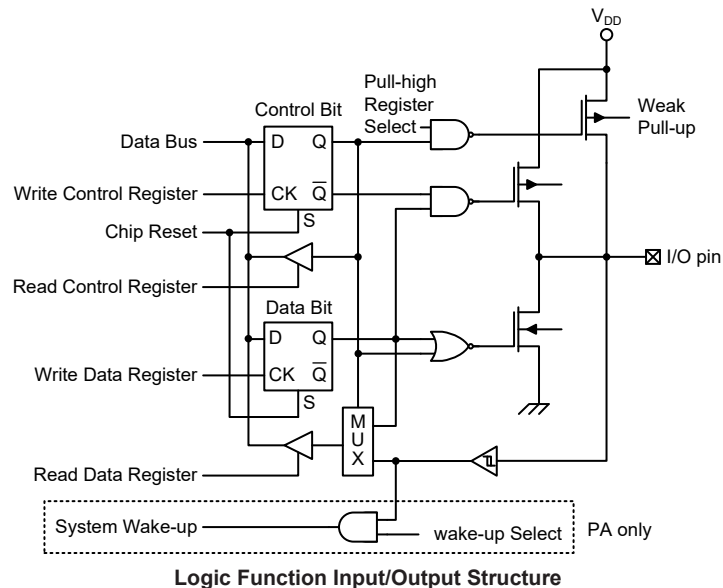 V_DD
Pull-high
Register
Select
Weak
Pull-up
Control Bit
Data Bus
D
Q
Write Control Register
CK
Q̅
S
Chip Reset
I/O pin
Read Control Register
Data Bit
D
Q
Write Data Register
CK
Q̅
S
M
U
X
Read Data Register
System Wake-up
wake-up Select
PA only
Logic Function Input/Output Structure